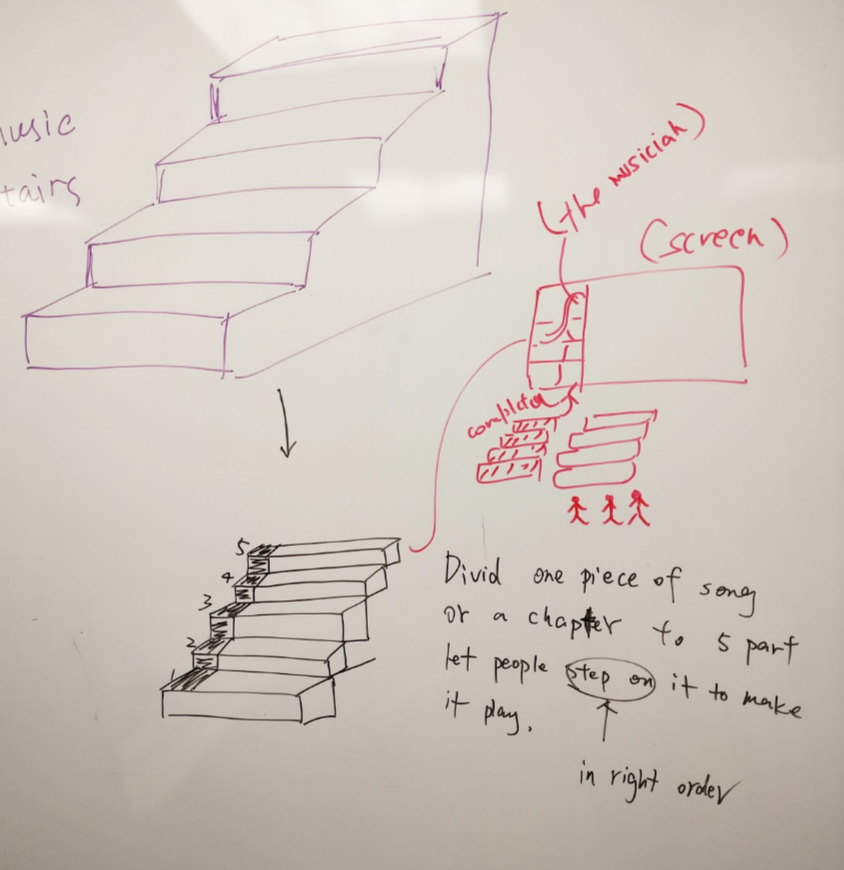 music
tairs
(the musician)
(screen)
completed
5
4
3
2
1
Divid one piece of song
or a chapter to 5 part
let people step on it to make
it play.
in right order